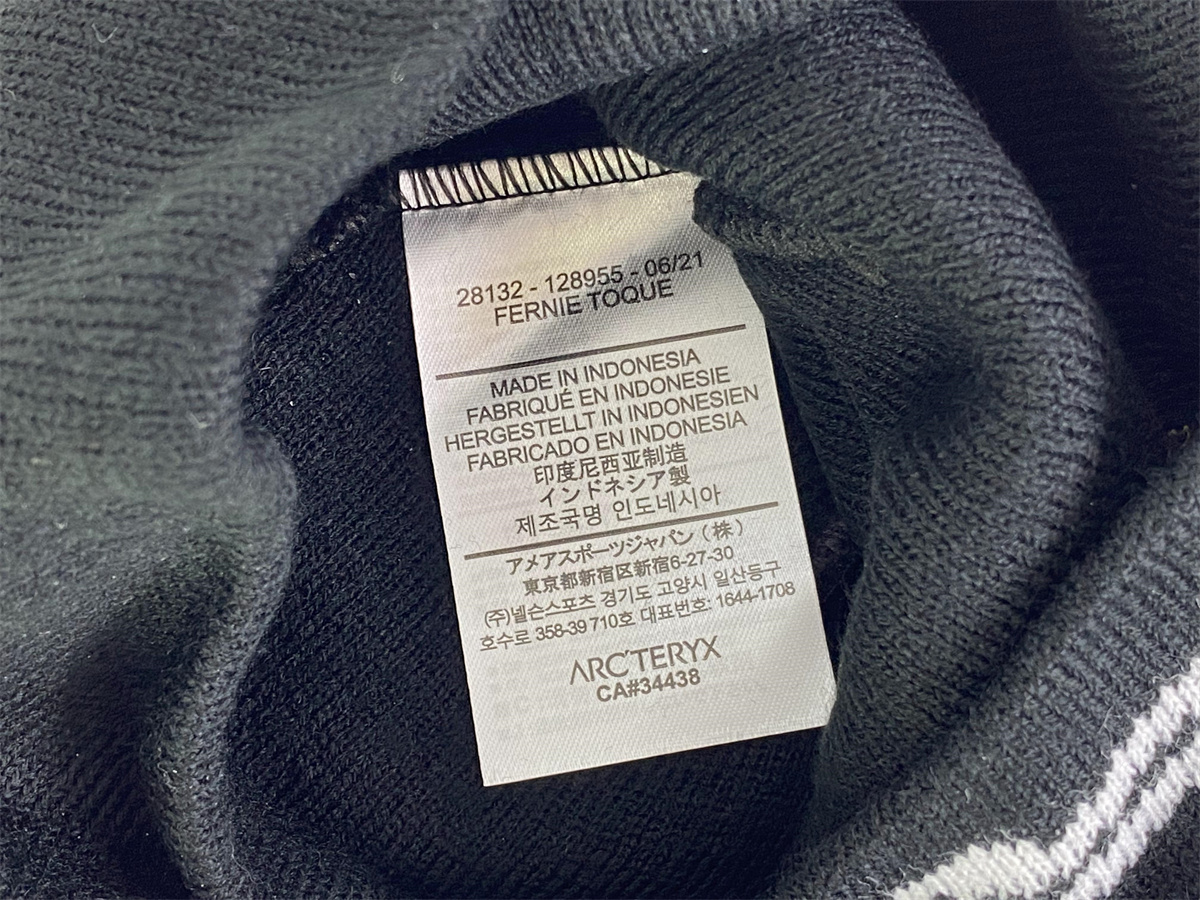 28132 - 128955 - 06/21
FERNIE TOQUE
MADE IN INDONESIA
FABRIQUÉ EN INDONESIE
HERGESTELLT IN INDONESIEN
FABRICADO EN INDONESIA
印度尼西亚制造
インドネシア製
제조국명 인도네시아
アメアスポーツジャパン（株）
東京都新宿区新宿6-27-30
(주)넬슨스포츠 경기도 고양시 일산동구
호수로 358-39 710호 대표번호: 1644-1708
ARC'TERYX
CA#34438